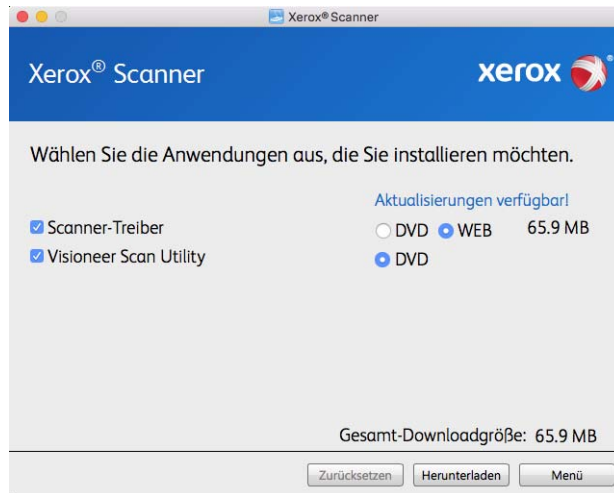 Xerox® Scanner
Xerox® Scanner
xerox ®
Wählen Sie die Anwendungen aus, die Sie installieren möchten.
Aktualisierungen verfügbar!
Scanner-Treiber DVD WEB 65.9 MB
Visioneer Scan Utility DVD
Gesamt-Downloadgröße: 65.9 MB
Zurücksetzen Herunterladen Menü